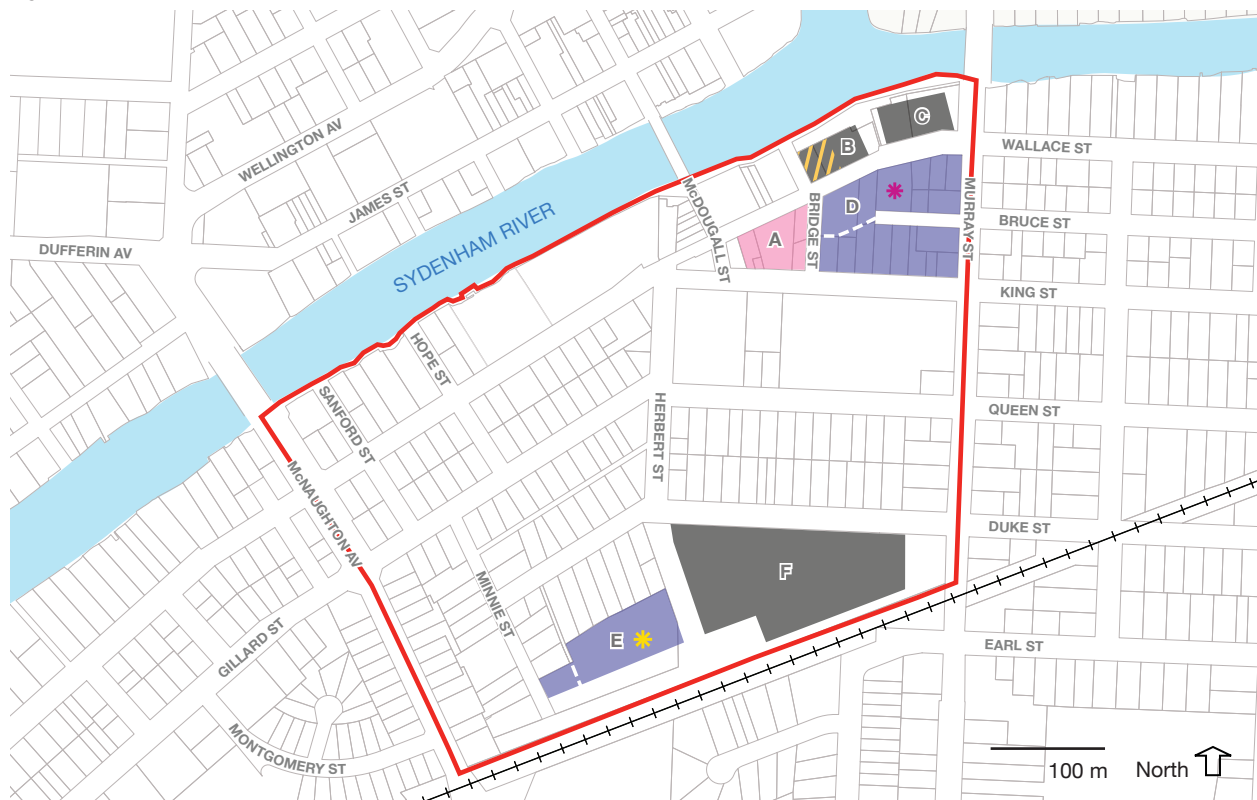 WELLINGTON AV
JAMES ST
DUFFERIN AV
SYDENHAM RIVER
McDOUGALL ST
C
B
WALLACE ST
MURRAY ST
BRIDGE ST
D
BRUCE ST
A
KING ST
HOPE ST
SANFORD ST
HERBERT ST
QUEEN ST
McNAUGHTON AV
DUKE ST
MINNIE ST
F
E
GILLARD ST
EARL ST
MONTGOMERY ST
100 m
North